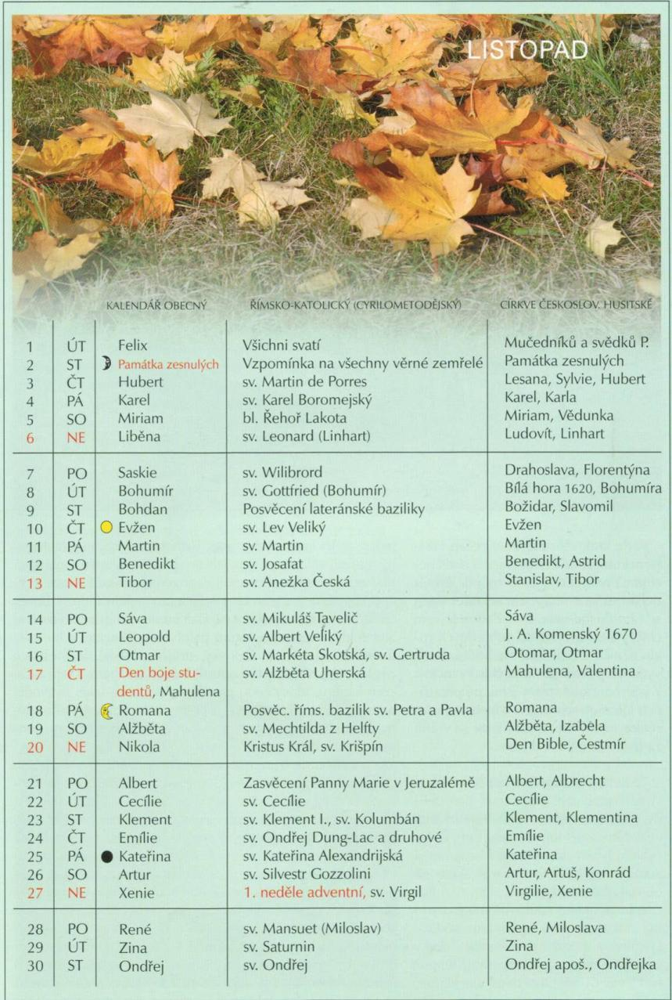 LISTOPAD
KALENDÁŘ OBECNÝ ŘÍMSKO-KATOLICKÝ (CYRILOMETODĚJSKÝ) CÍRKVE ČESKOSLOV. HUSITSKÉ
1 ÚT Felix Všichni svatí Mučedníků a svědků P.
2 ST Památka zesnulých Vzpomínka na všechny věrné zemřelé Památka zesnulých
3 ČT Hubert sv. Martin de Porres Lesana, Sylvie, Hubert
4 PÁ Karel sv. Karel Boromejský Karel, Karla
5 SO Miriam bl. Řehoř Lakota Miriam, Vědunka
6 NE Liběna sv. Leonard (Linhart) Ludovít, Linhart
7 PO Saskie sv. Wilibrord Drahoslava, Florentýna
8 ÚT Bohumír sv. Gottfried (Bohumír) Bílá hora 1620, Bohumíra
9 ST Bohdan Posvěcení lateránské baziliky Božidar, Slavomil
10 ČT Evžen sv. Lev Veliký Evžen
11 PÁ Martin sv. Martin Martin
12 SO Benedikt sv. Josafat Benedikt, Astrid
13 NE Tibor sv. Anežka Česká Stanislav, Tibor
14 PO Sáva sv. Mikuláš Tavelič Sáva
15 ÚT Leopold sv. Albert Veliký J. A. Komenský 1670
16 ST Otmar sv. Markéta Skotská, sv. Gertruda Otomar, Otmar
17 ČT Den boje stu- sv. Alžběta Uherská Mahulena, Valentina
dentů, Mahulena
18 PÁ Romana Posvěc. říms. bazilik sv. Petra a Pavla Romana
19 SO Alžběta sv. Mechtilda z Helfty Alžběta, Izabela
20 NE Nikola Kristus Král, sv. Krišpín Den Bible, Čestmír
21 PO Albert Zasvěcení Panny Marie v Jeruzalémě Albert, Albrecht
22 ÚT Cecílie sv. Cecílie Cecílie
23 ST Klement sv. Klement I., sv. Kolumbán Klement, Klementina
24 ČT Emílie sv. Ondřej Dung-Lac a druhové Emílie
25 PÁ Kateřina sv. Kateřina Alexandrijská Kateřina
26 SO Artur sv. Silvestr Gozzolini Artur, Artuš, Konrád
27 NE Xenie 1. neděle adventní, sv. Virgil Virgilie, Xenie
28 PO René sv. Mansuet (Miloslav) René, Miloslava
29 ÚT Zina sv. Saturnin Zina
30 ST Ondřej sv. Ondřej Ondřej apoš., Ondřejka